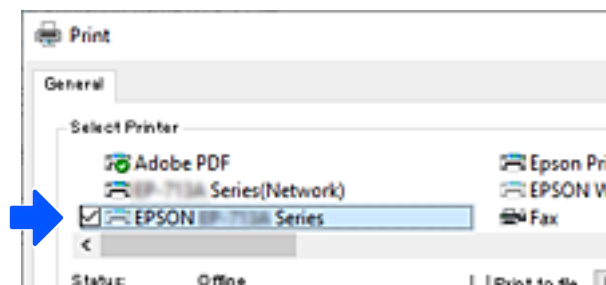 Print
General
Select Printer
Adobe PDF
Epson Pri
Series(Network)
EPSON W
EPSON Series
Fax
Status: Offline
Print to file